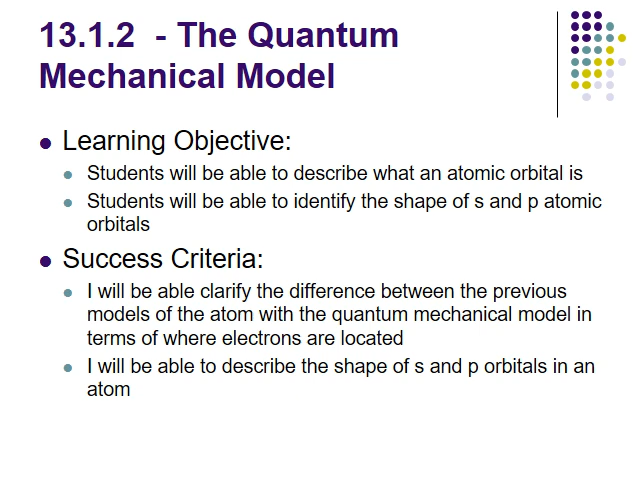 13.1.2 - The Quantum
Mechanical Model
Learning Objective:
Students will be able to describe what an atomic orbital is
Students will be able to identify the shape of s and p atomic
orbitals
Success Criteria:
I will be able clarify the difference between the previous
models of the atom with the quantum mechanical model in
terms of where electrons are located
I will be able to describe the shape of s and p orbitals in an
atom